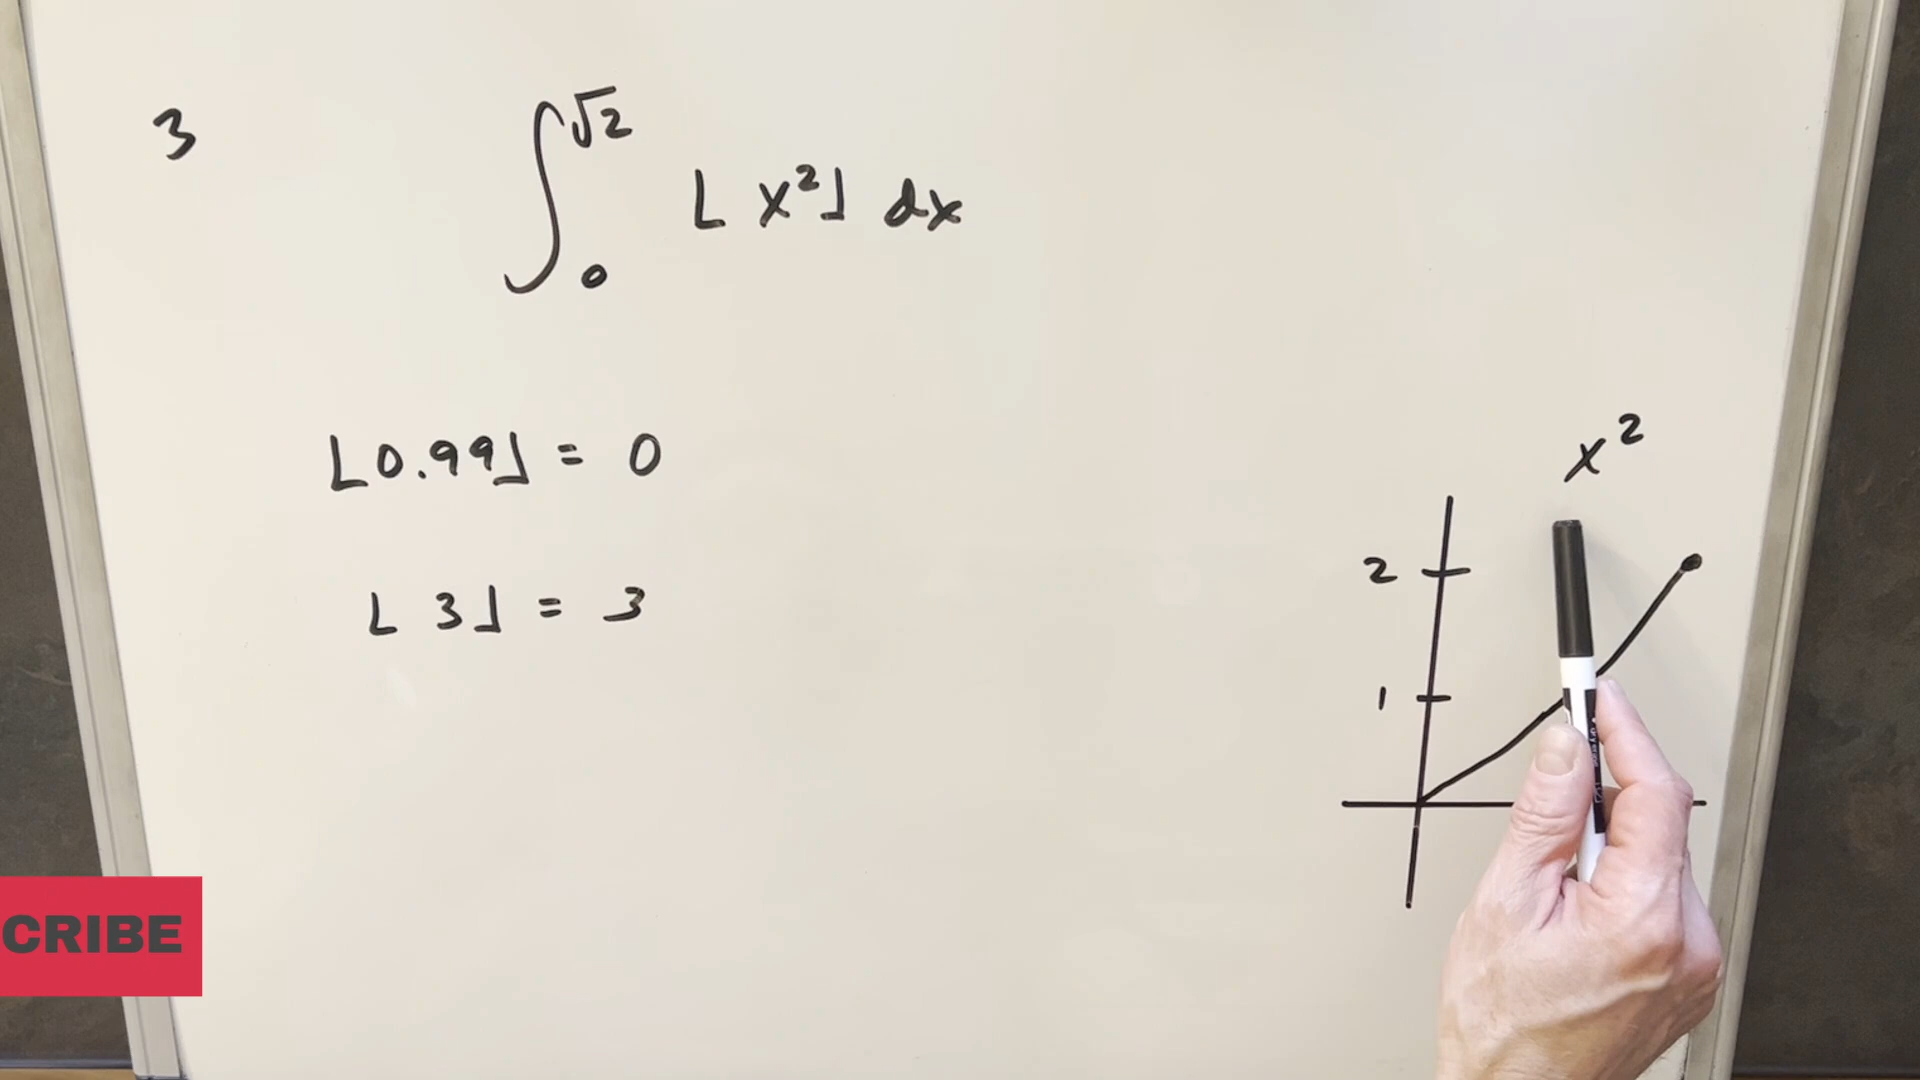 3
∫₀^√2 ⌊x²⌋ dx
⌊0.99⌋ = 0
⌊3⌋ = 3
x²
2
1
CRIBE